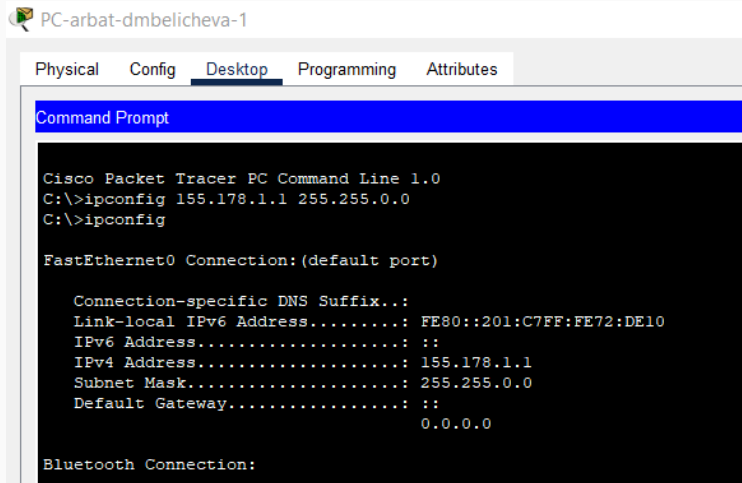 PC-arbat-dmbelicheva-1
Physical Config Desktop Programming Attributes
Command Prompt
Cisco Packet Tracer PC Command Line 1.0
C:\>ipconfig 155.178.1.1 255.255.0.0
C:\>ipconfig
FastEthernet0 Connection:(default port)
Connection-specific DNS Suffix..:
Link-local IPv6 Address.........: FE80::201:C7FF:FE72:DE10
IPv6 Address....................: ::
IPv4 Address....................: 155.178.1.1
Subnet Mask.....................: 255.255.0.0
Default Gateway.................: ::
0.0.0.0
Bluetooth Connection: